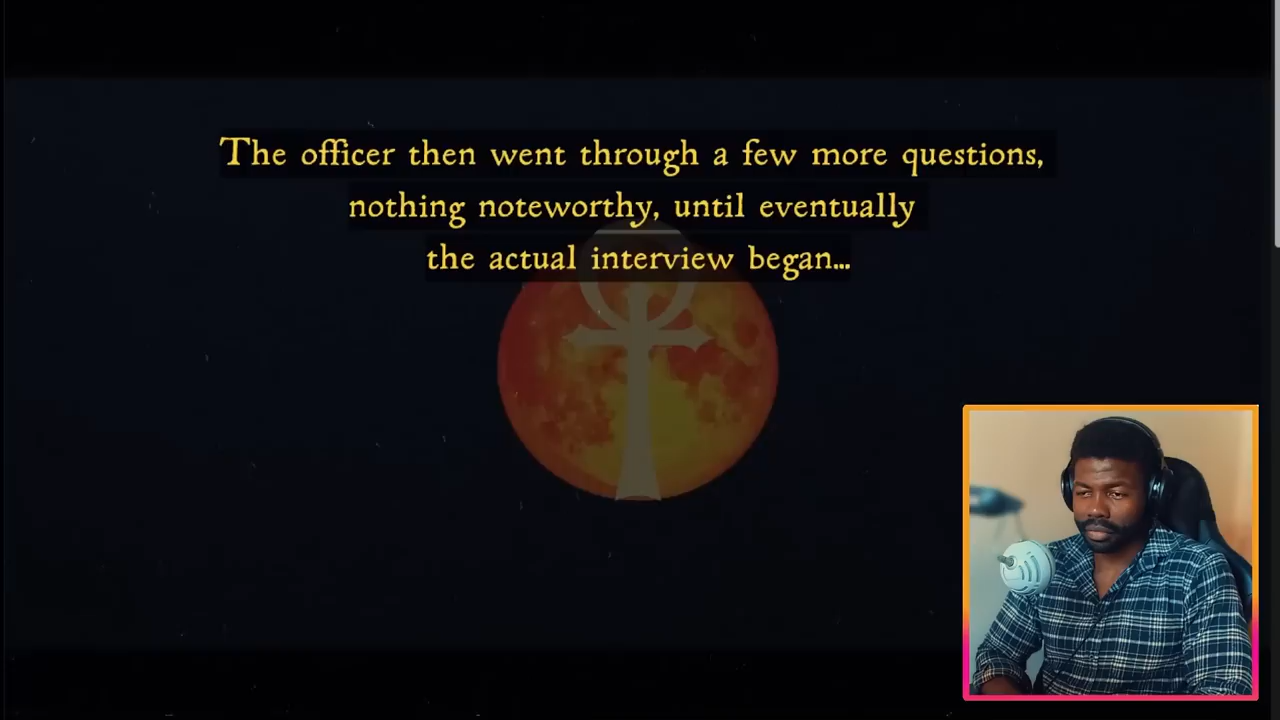 The officer then went through a few more questions,
nothing noteworthy, until eventually
the actual interview began...